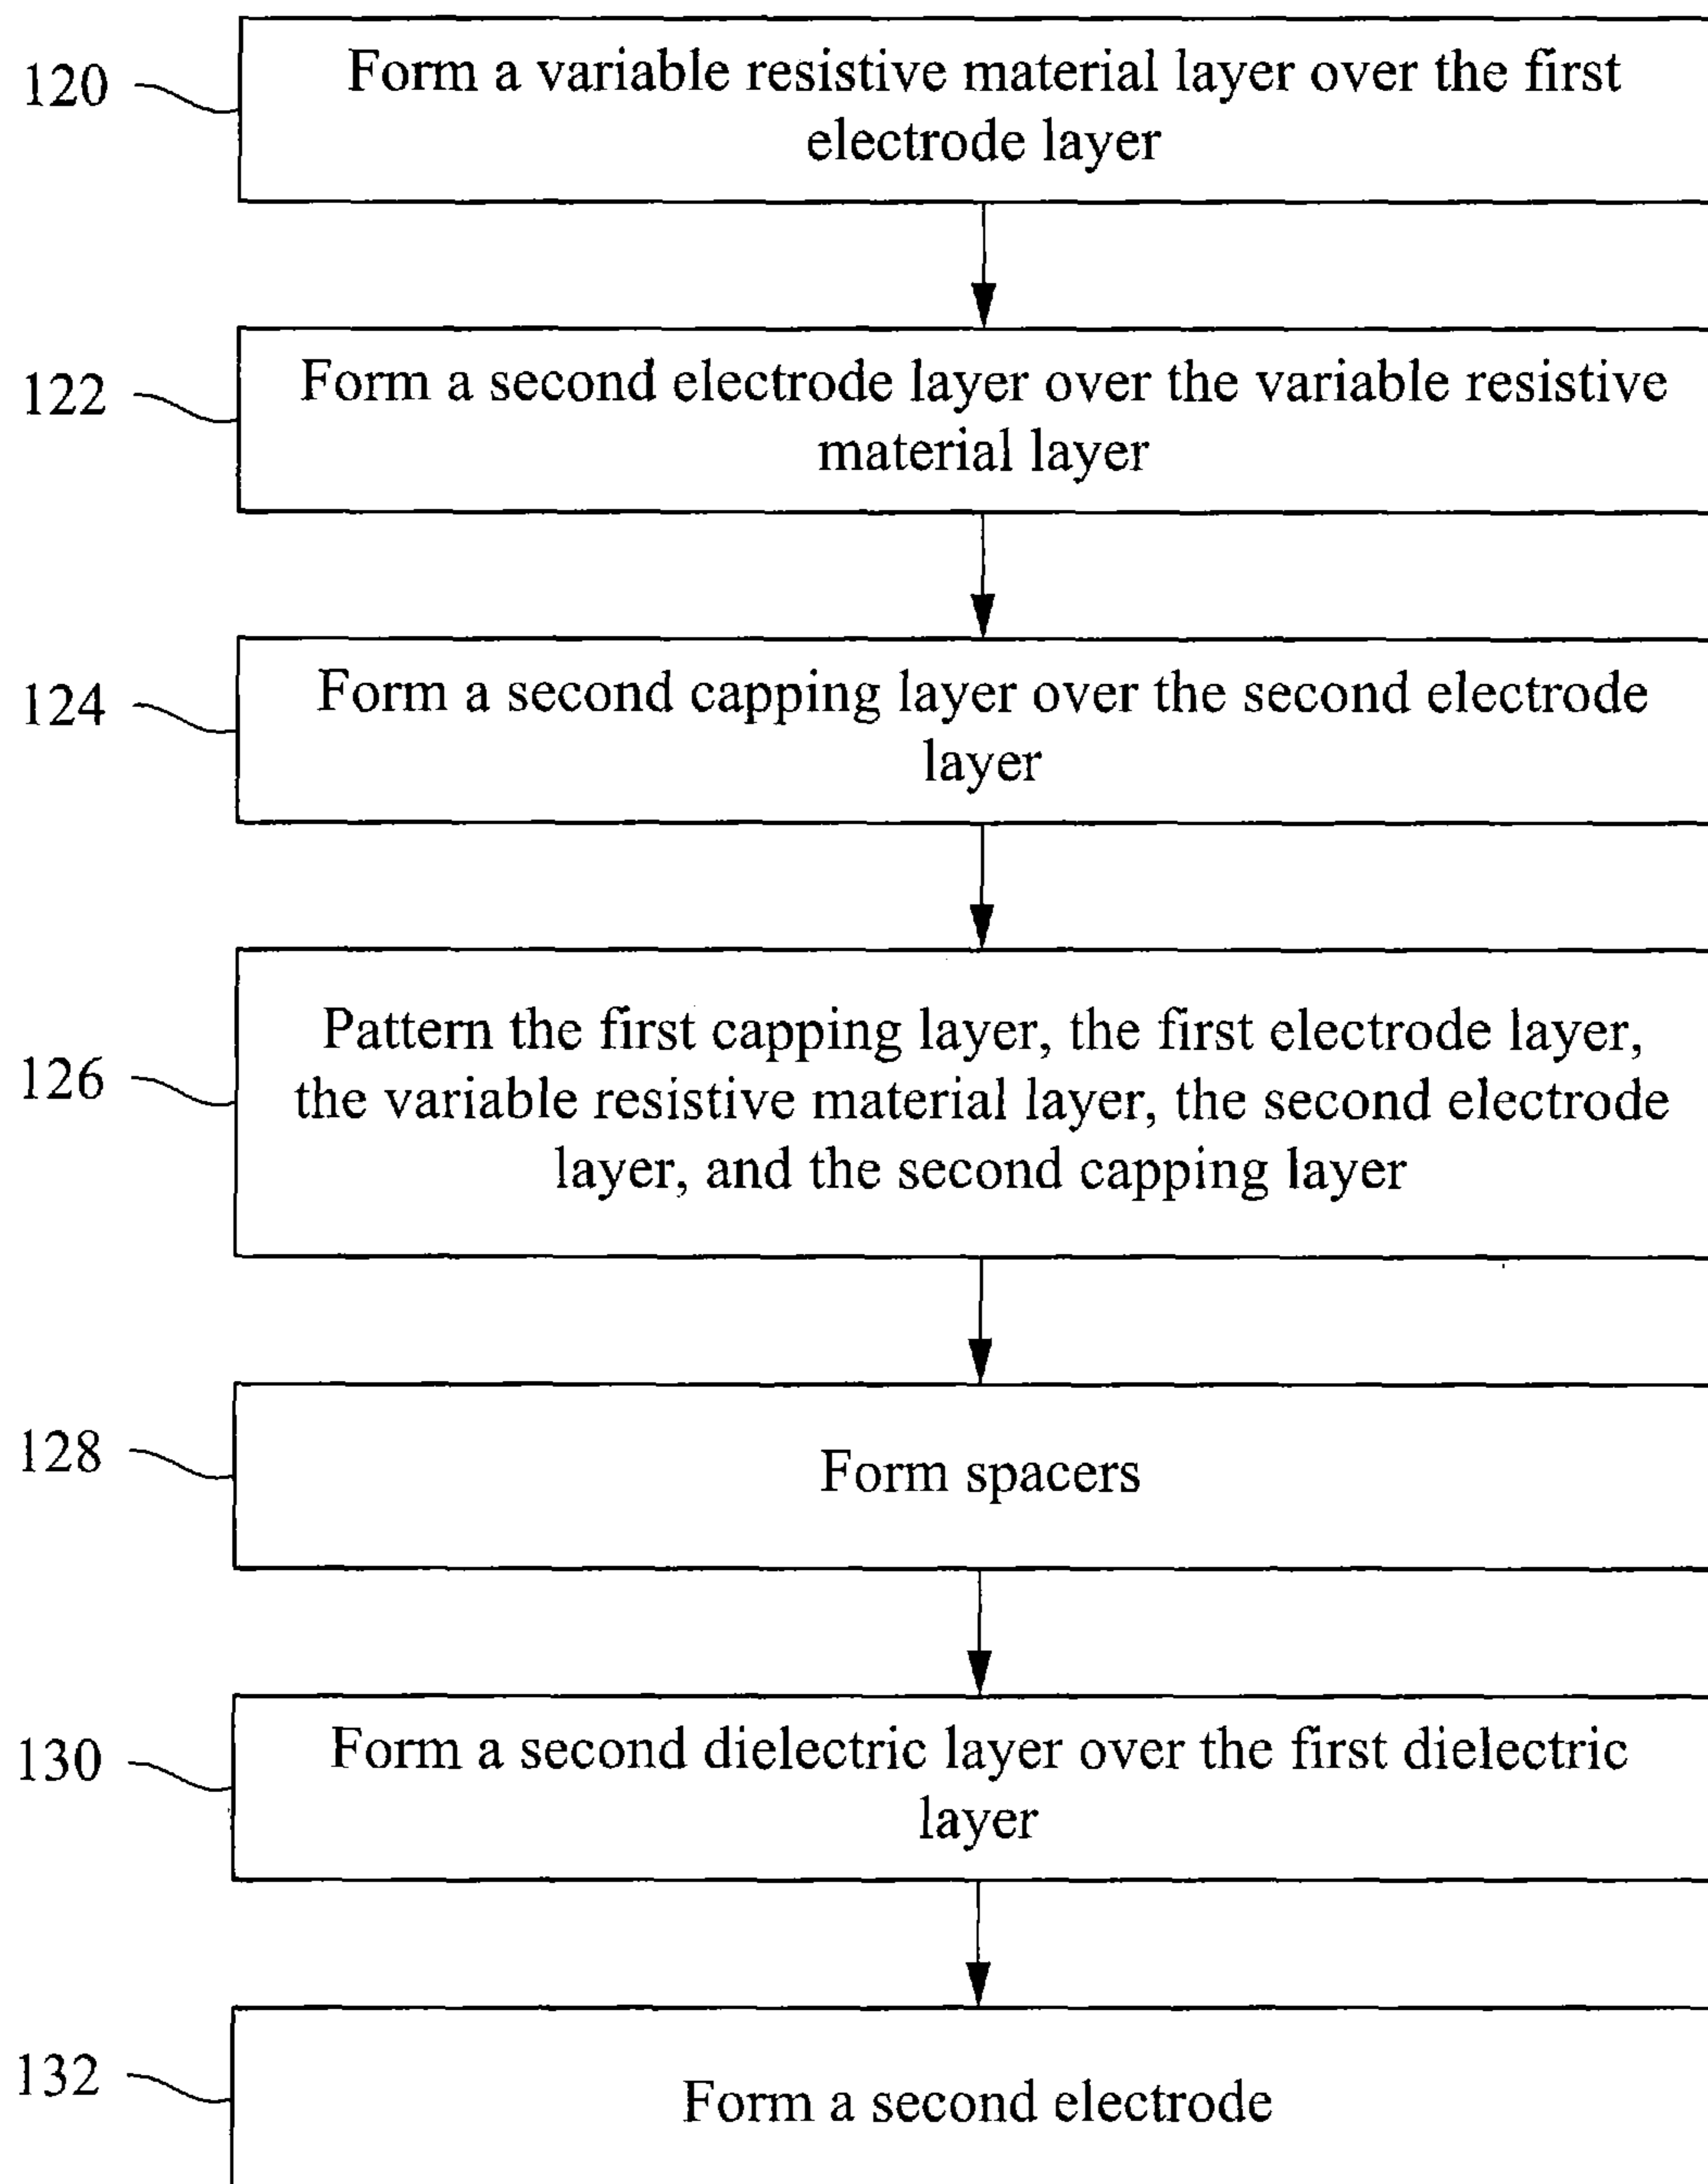 120
Form a variable resistive material layer over the first
electrode layer
122
Form a second electrode layer over the variable resistive
material layer
124
Form a second capping layer over the second electrode
layer
126
Pattern the first capping layer, the first electrode layer,
the variable resistive material layer, the second electrode
layer, and the second capping layer
128
Form spacers
130
Form a second dielectric layer over the first dielectric
layer
132
Form a second electrode